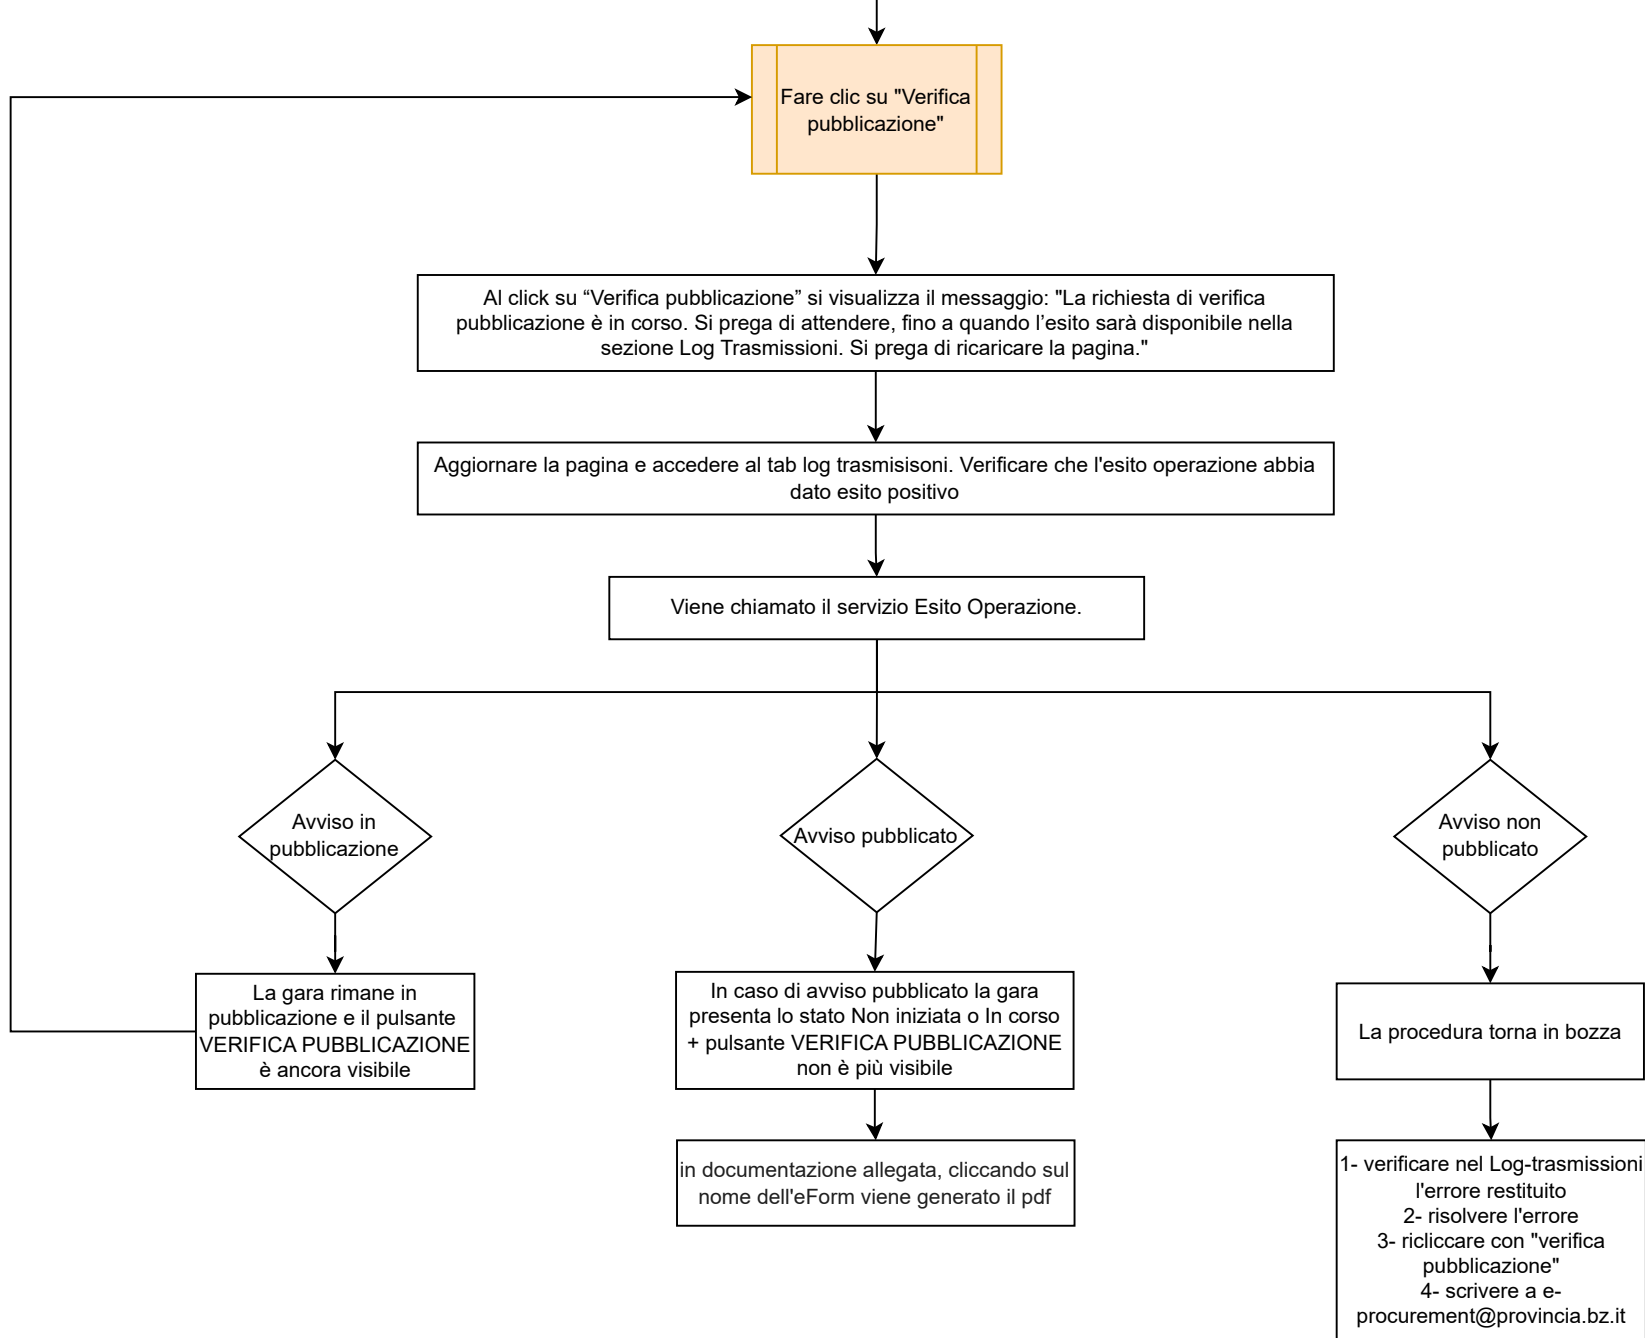 Fare clic su "Verifica
pubblicazione"
Al click su “Verifica pubblicazione” si visualizza il messaggio: "La richiesta di verifica
pubblicazione è in corso. Si prega di attendere, fino a quando l’esito sarà disponibile nella
sezione Log Trasmissioni. Si prega di ricaricare la pagina."
Aggiornare la pagina e accedere al tab log trasmisisoni. Verificare che l'esito operazione abbia
dato esito positivo
Viene chiamato il servizio Esito Operazione.
Avviso in
pubblicazione
Avviso pubblicato
Avviso non
pubblicato
La gara rimane in
pubblicazione e il pulsante
VERIFICA PUBBLICAZIONE
è ancora visibile
In caso di avviso pubblicato la gara
presenta lo stato Non iniziata o In corso
+ pulsante VERIFICA PUBBLICAZIONE
non è più visibile
La procedura torna in bozza
in documentazione allegata, cliccando sul
nome dell'eForm viene generato il pdf
1- verificare nel Log-trasmissioni
l'errore restituito
2- risolvere l'errore
3- ricliccare con "verifica
pubblicazione"
4- scrivere a e-
procurement@provincia.bz.it